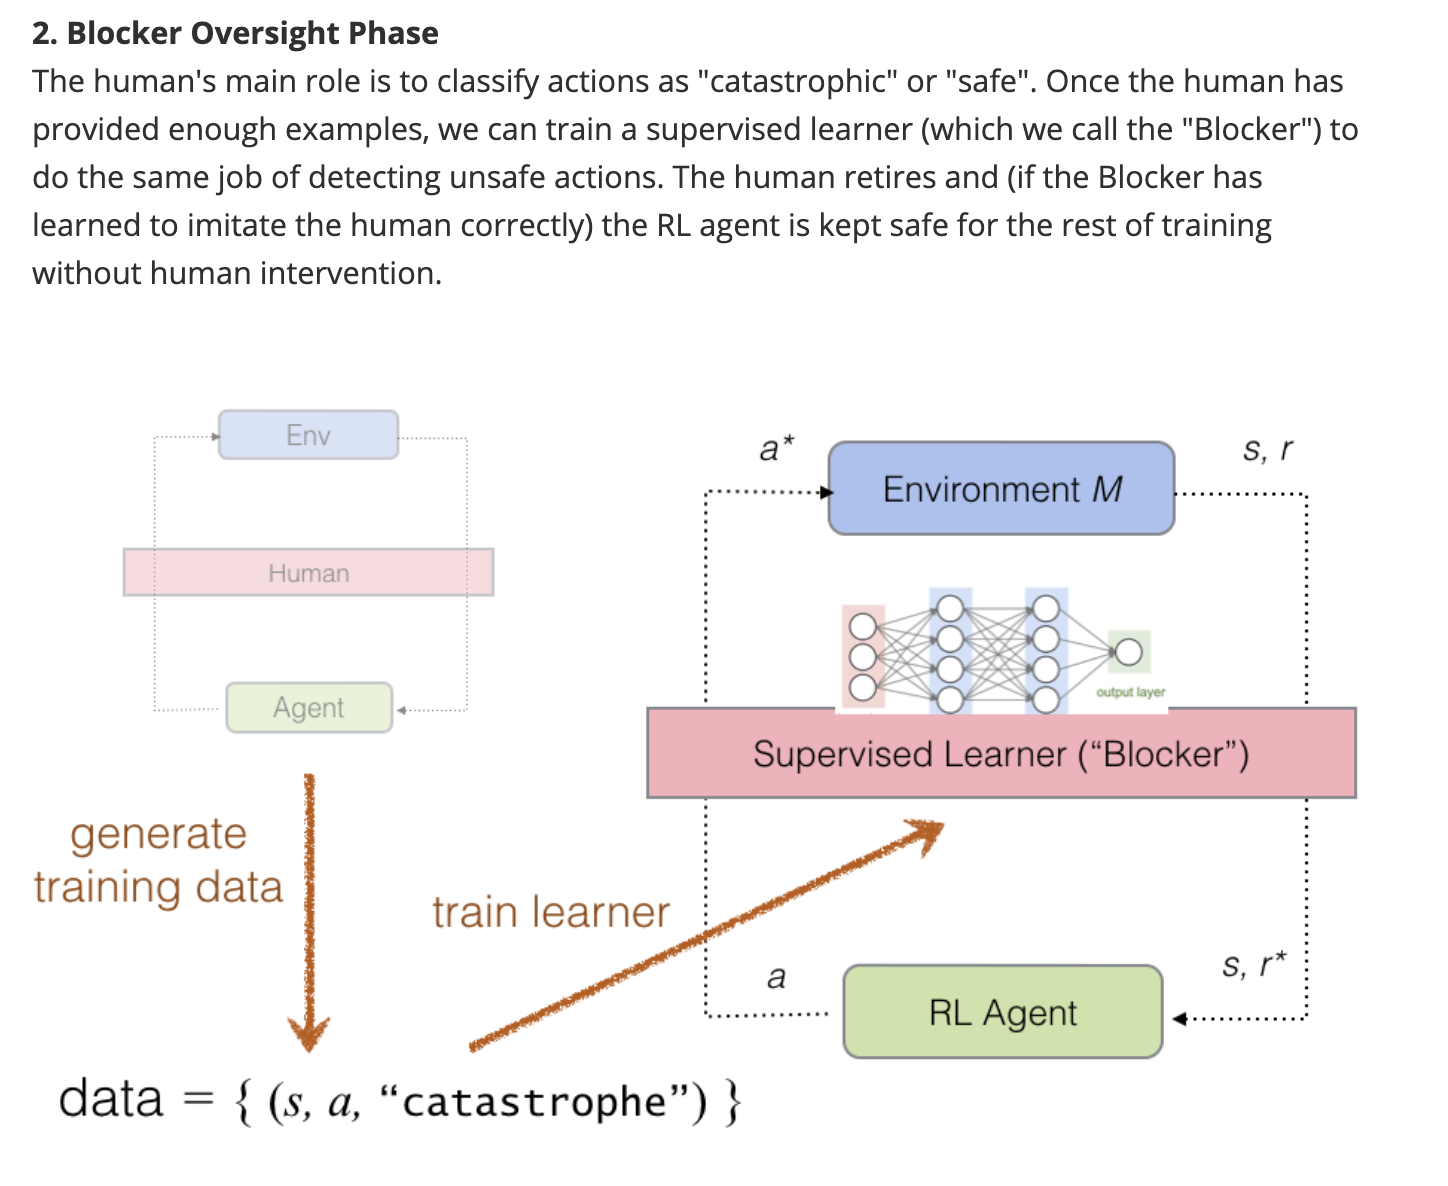 2. Blocker Oversight Phase
The human's main role is to classify actions as "catastrophic" or "safe". Once the human has
provided enough examples, we can train a supervised learner (which we call the "Blocker") to
do the same job of detecting unsafe actions. The human retires and (if the Blocker has
learned to imitate the human correctly) the RL agent is kept safe for the rest of training
without human intervention.
Env
Human
Agent
generate
training data
train learner
data = { (s, a, “catastrophe”) }
a*
Environment M
s, r
output layer
Supervised Learner (“Blocker”)
a
RL Agent
s, r*